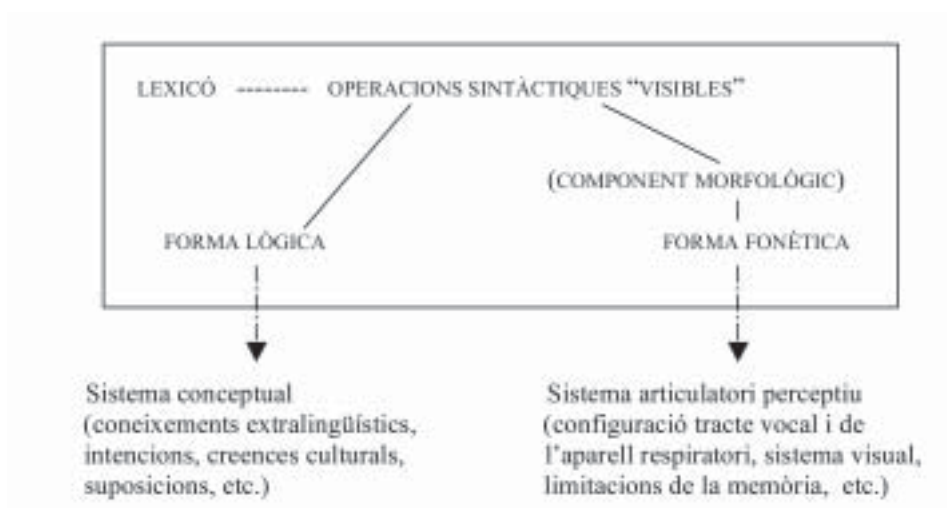 LEXICÓ -------- OPERACIONS SINTÀCTIQUES “VISIBLES”
(COMPONENT MORFOLÒGIC)
FORMA LÒGICA FORMA FONÈTICA
Sistema conceptual
(coneixements extralingüístics,
intencions, creences culturals,
suposicions, etc.)
Sistema articulatori perceptiu
(configuració tracte vocal i de
l’aparell respiratori, sistema visual,
limitacions de la memòria, etc.)